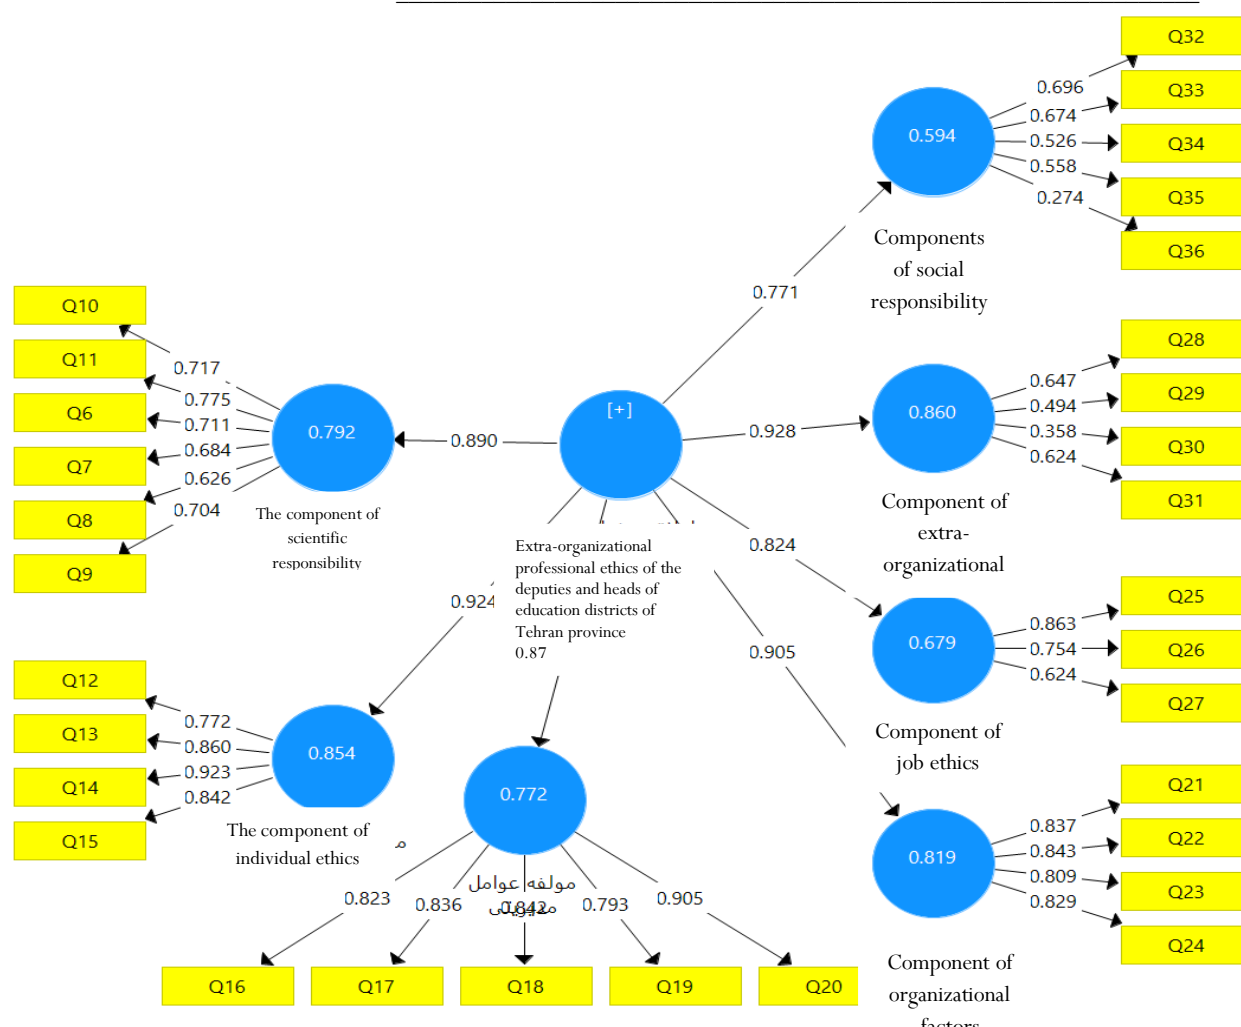 Q32
0.696
Q33
0.674
0.594
0.526
Q34
0.558
Q35
0.274
Q36
Components
of social
responsibility
0.771
Q10
0.717
Q11
0.775
Q6
0.711
0.792
0.684
Q7
0.626
Q8
0.704
Q9
The component of
scientific
responsibility
0.890
[+]
0.928
Q28
0.647
Q29
0.860
0.494
0.358
Q30
0.624
Q31
Component of
extra-
organizational
Extra-organizational
professional ethics of the
deputies and heads of
education districts of
Tehran province
0.87
0.824
0.924
0.905
Q25
0.863
0.679
0.754
Q26
0.624
Q27
Component of
job ethics
Q12
0.772
Q13
0.860
0.854
0.923
Q14
0.842
Q15
The component of
individual ethics
0.772
مولفه عوامل
0.823
0.836
0.842
0.793
0.905
Q16
Q17
Q18
Q19
Q20
Q21
0.837
Q22
0.819
0.843
0.809
Q23
0.829
Q24
Component of
organizational
factors